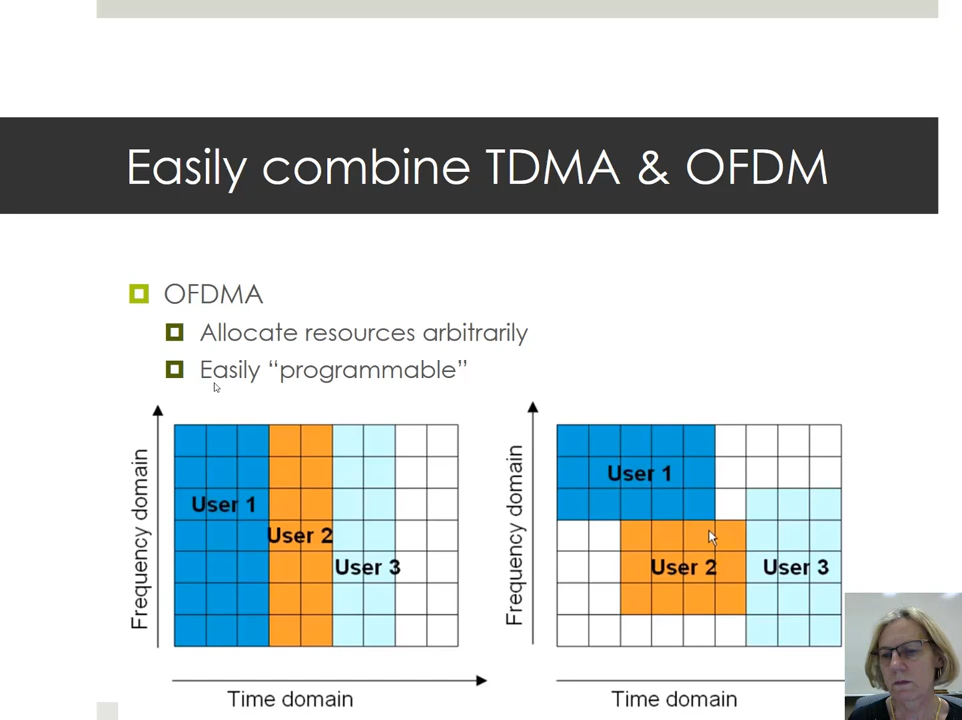 Easily combine TDMA & OFDM
OFDMA
Allocate resources arbitrarily
Easily “programmable”
Frequency domain
User 1
User 2
User 3
Time domain
Frequency domain
User 1
User 2
User 3
Time domain